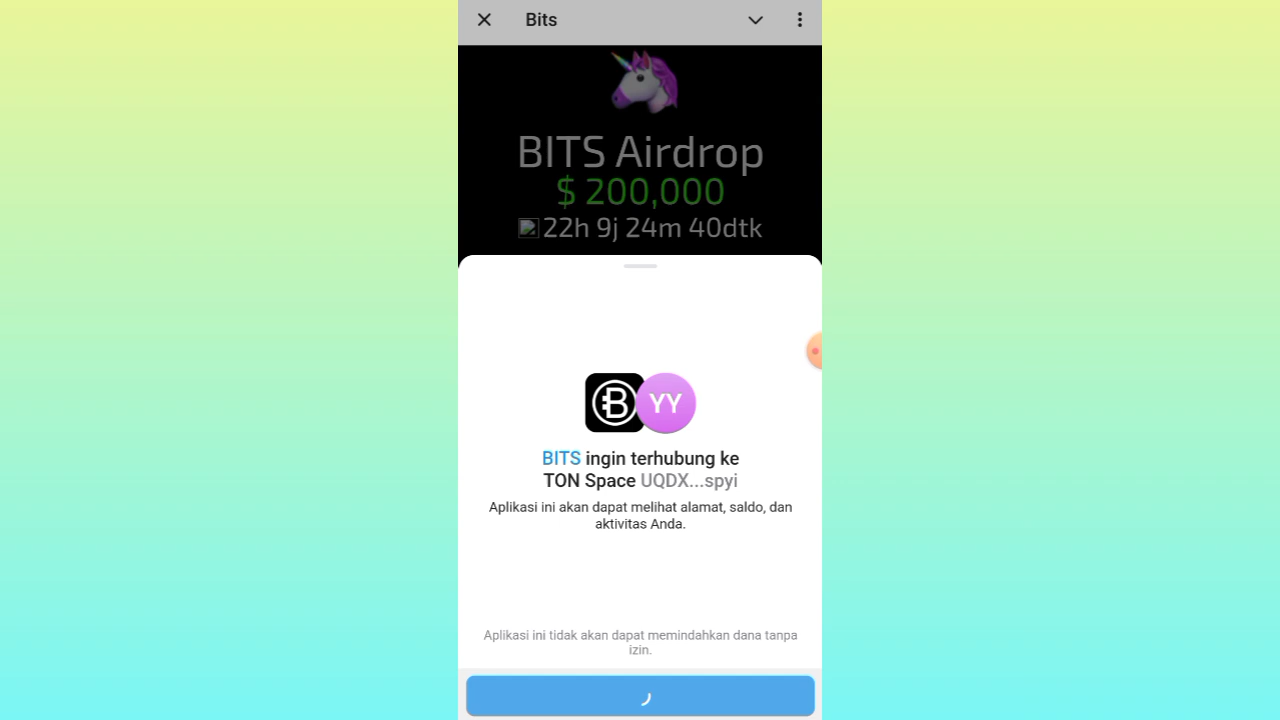 Bits
BITS Airdrop
$ 200,000
22h 9j 24m 40dtk
B YY
BITS ingin terhubung ke
TON Space UQDX...spyi
Aplikasi ini akan dapat melihat alamat, saldo, dan
aktivitas Anda.
Aplikasi ini tidak akan dapat memindahkan dana tanpa
izin.